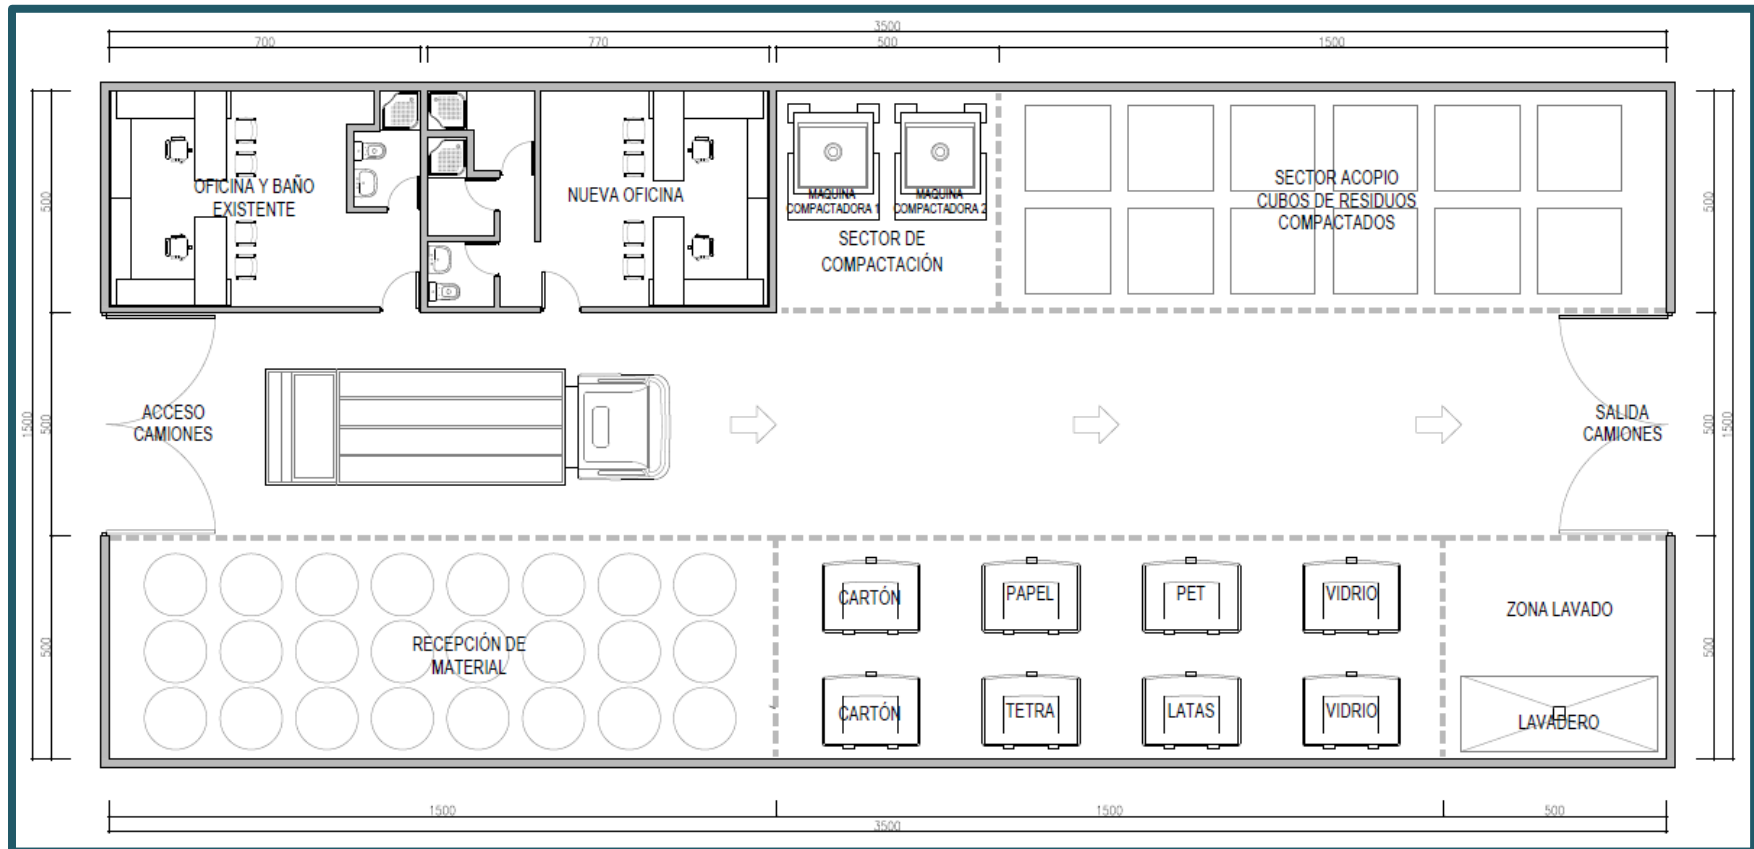 3500
700
770
500
1500
OFICINA Y BAÑO
EXISTENTE
NUEVA OFICINA
MAQUINA
COMPACTADORA 1
MAQUINA
COMPACTADORA 2
SECTOR DE
COMPACTACIÓN
SECTOR ACOPIO
CUBOS DE RESIDUOS
COMPACTADOS
500
500
ACCESO
CAMIONES
SALIDA
CAMIONES
1500
500
500
1500
RECEPCIÓN DE
MATERIAL
CARTÓN
PAPEL
PET
VIDRIO
ZONA LAVADO
500
500
CARTÓN
TETRA
LATAS
VIDRIO
LAVADERO
1500
1500
500
3500